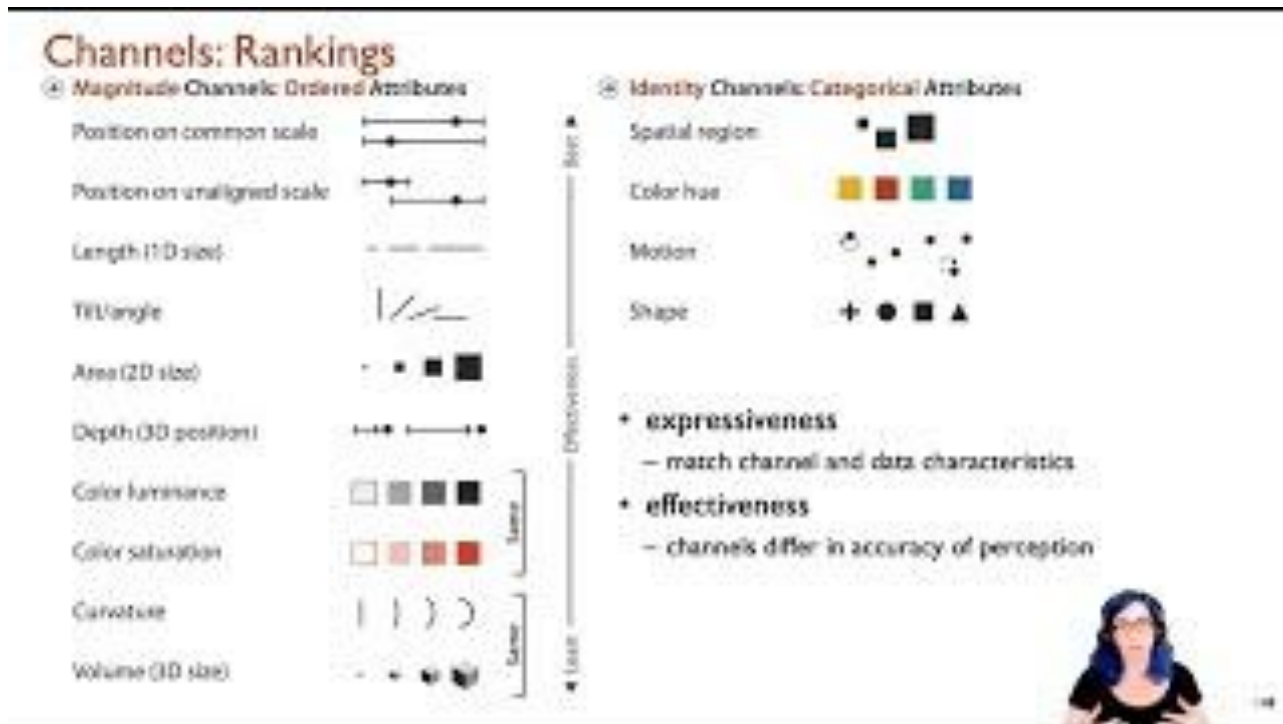 Channels: Rankings
Magnitude Channels: Ordered Attributes
Position on common scale
Position on unaligned scale
Length (1D size)
Tilt/angle
Area (2D size)
Depth (3D position)
Color luminance
Color saturation
Curvature
Volume (3D size)
Same
Same
Best
Effectiveness
Least
Identity Channels: Categorical Attributes
Spatial region
Color hue
Motion
Shape
• expressiveness
– match channel and data characteristics
• effectiveness
– channels differ in accuracy of perception